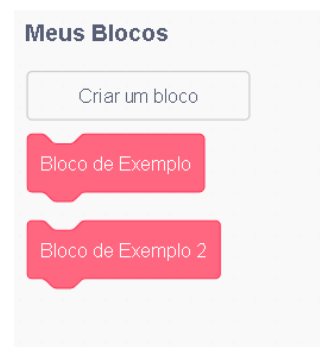 Meus Blocos
Criar um bloco
Bloco de Exemplo
Bloco de Exemplo 2